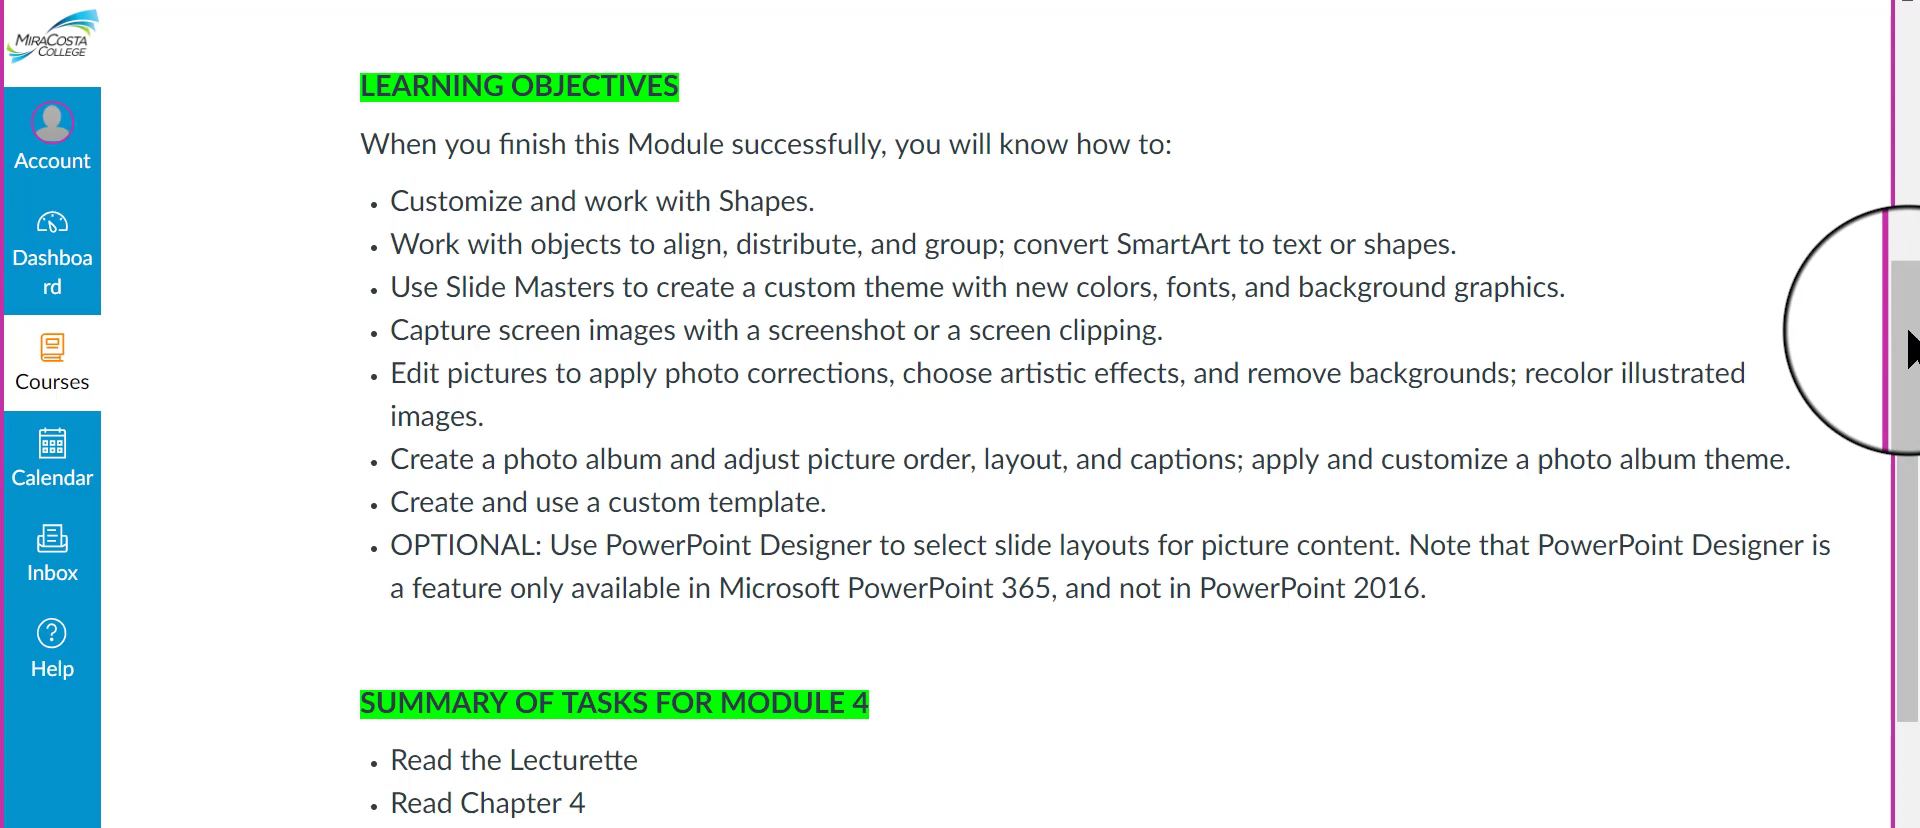 MIRACOSTA
COLLEGE
Account
Dashboa
rd
Courses
Calendar
Inbox
Help
LEARNING OBJECTIVES
When you finish this Module successfully, you will know how to:
• Customize and work with Shapes.
• Work with objects to align, distribute, and group; convert SmartArt to text or shapes.
• Use Slide Masters to create a custom theme with new colors, fonts, and background graphics.
• Capture screen images with a screenshot or a screen clipping.
• Edit pictures to apply photo corrections, choose artistic effects, and remove backgrounds; recolor illustrated
images.
• Create a photo album and adjust picture order, layout, and captions; apply and customize a photo album theme.
• Create and use a custom template.
• OPTIONAL: Use PowerPoint Designer to select slide layouts for picture content. Note that PowerPoint Designer is
a feature only available in Microsoft PowerPoint 365, and not in PowerPoint 2016.
SUMMARY OF TASKS FOR MODULE 4
• Read the Lecturette
• Read Chapter 4